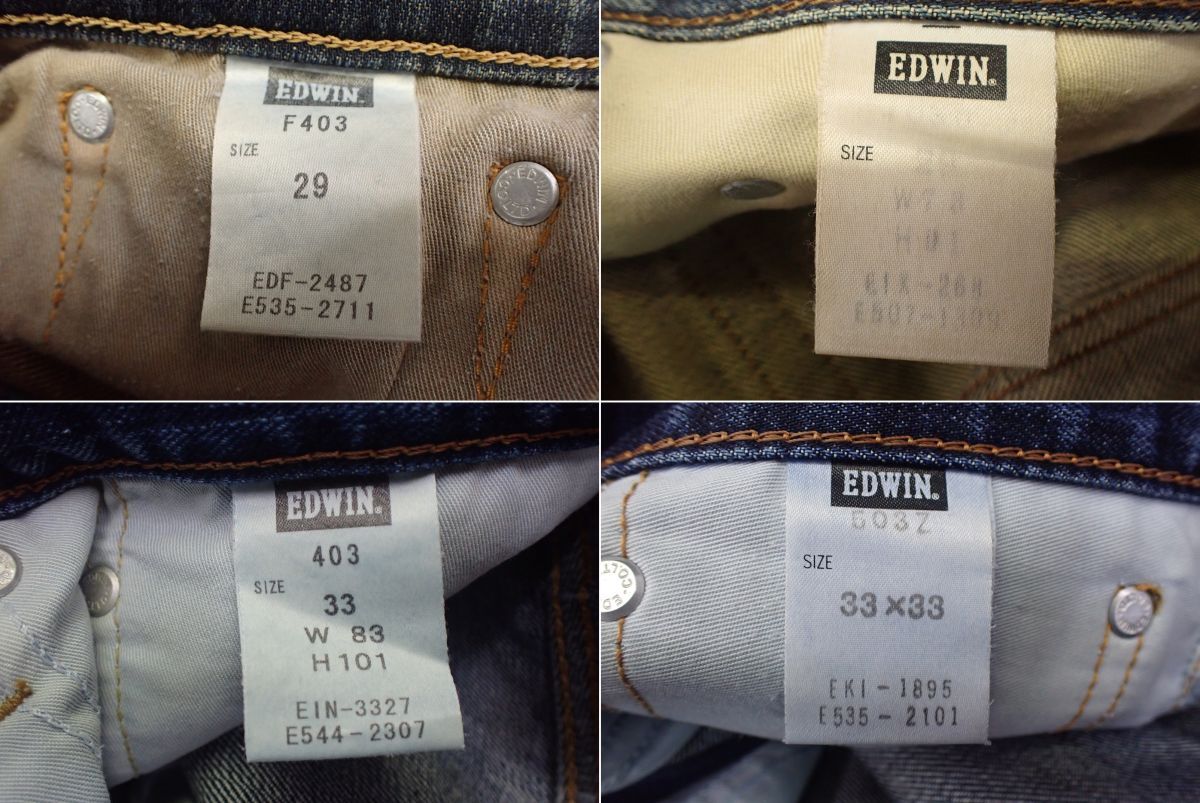 EDWIN.
F403
SIZE
29
EDF-2487
E535-2711
EDWIN.
SIZE
EDWIN.
403
SIZE
33
W 83
H101
EIN-3327
E544-2307
EDWIN.
503Z
SIZE
33×33
EKI-1895
E535-2101